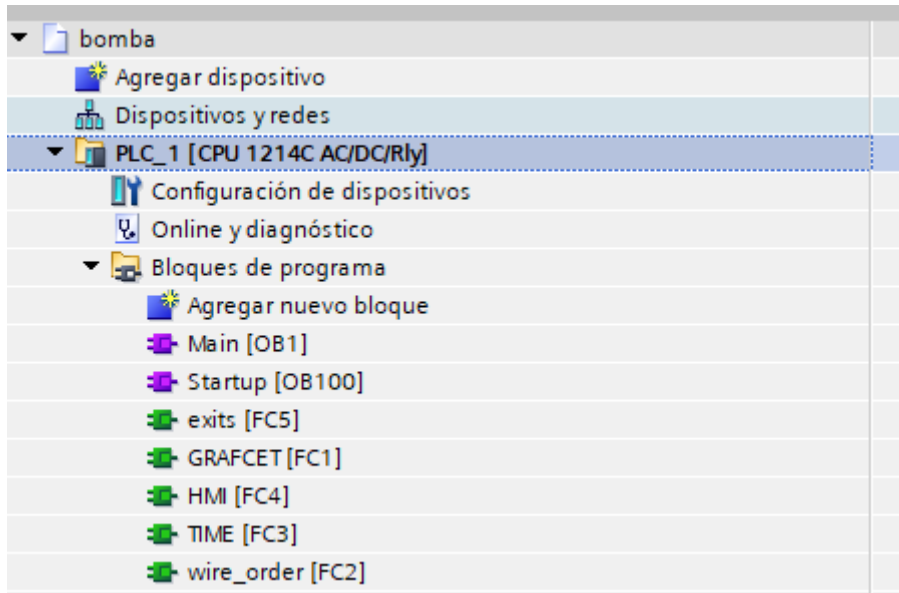 bomba
Agregar dispositivo
Dispositivos y redes
PLC_1 [CPU 1214C AC/DC/Rly]
Configuración de dispositivos
Online y diagnóstico
Bloques de programa
Agregar nuevo bloque
Main [OB1]
Startup [OB100]
exits [FC5]
GRAFCET [FC1]
HMI [FC4]
TIME [FC3]
wire_order [FC2]